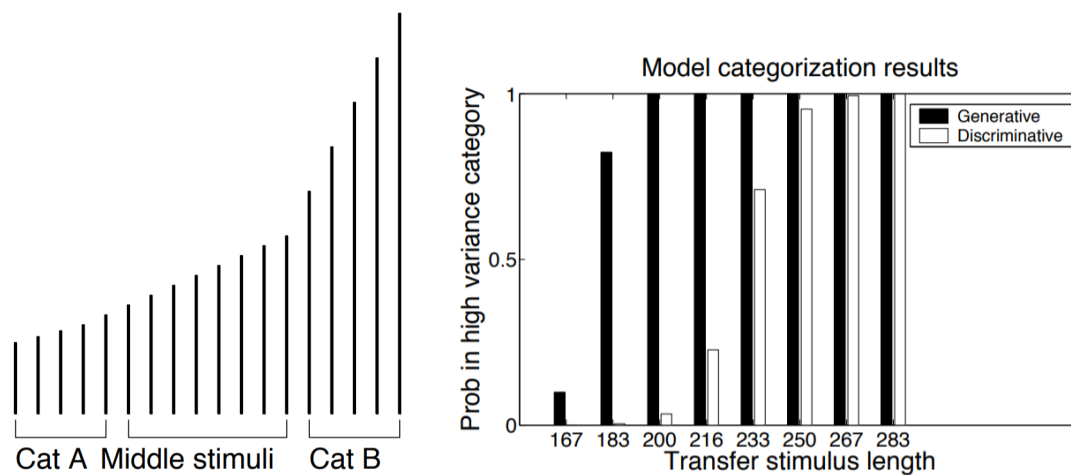 Cat A Middle stimuli Cat B
Model categorization results
Prob in high variance category
1
0.5
0
Generative
Discriminative
167 183 200 216 233 250 267 283
Transfer stimulus length